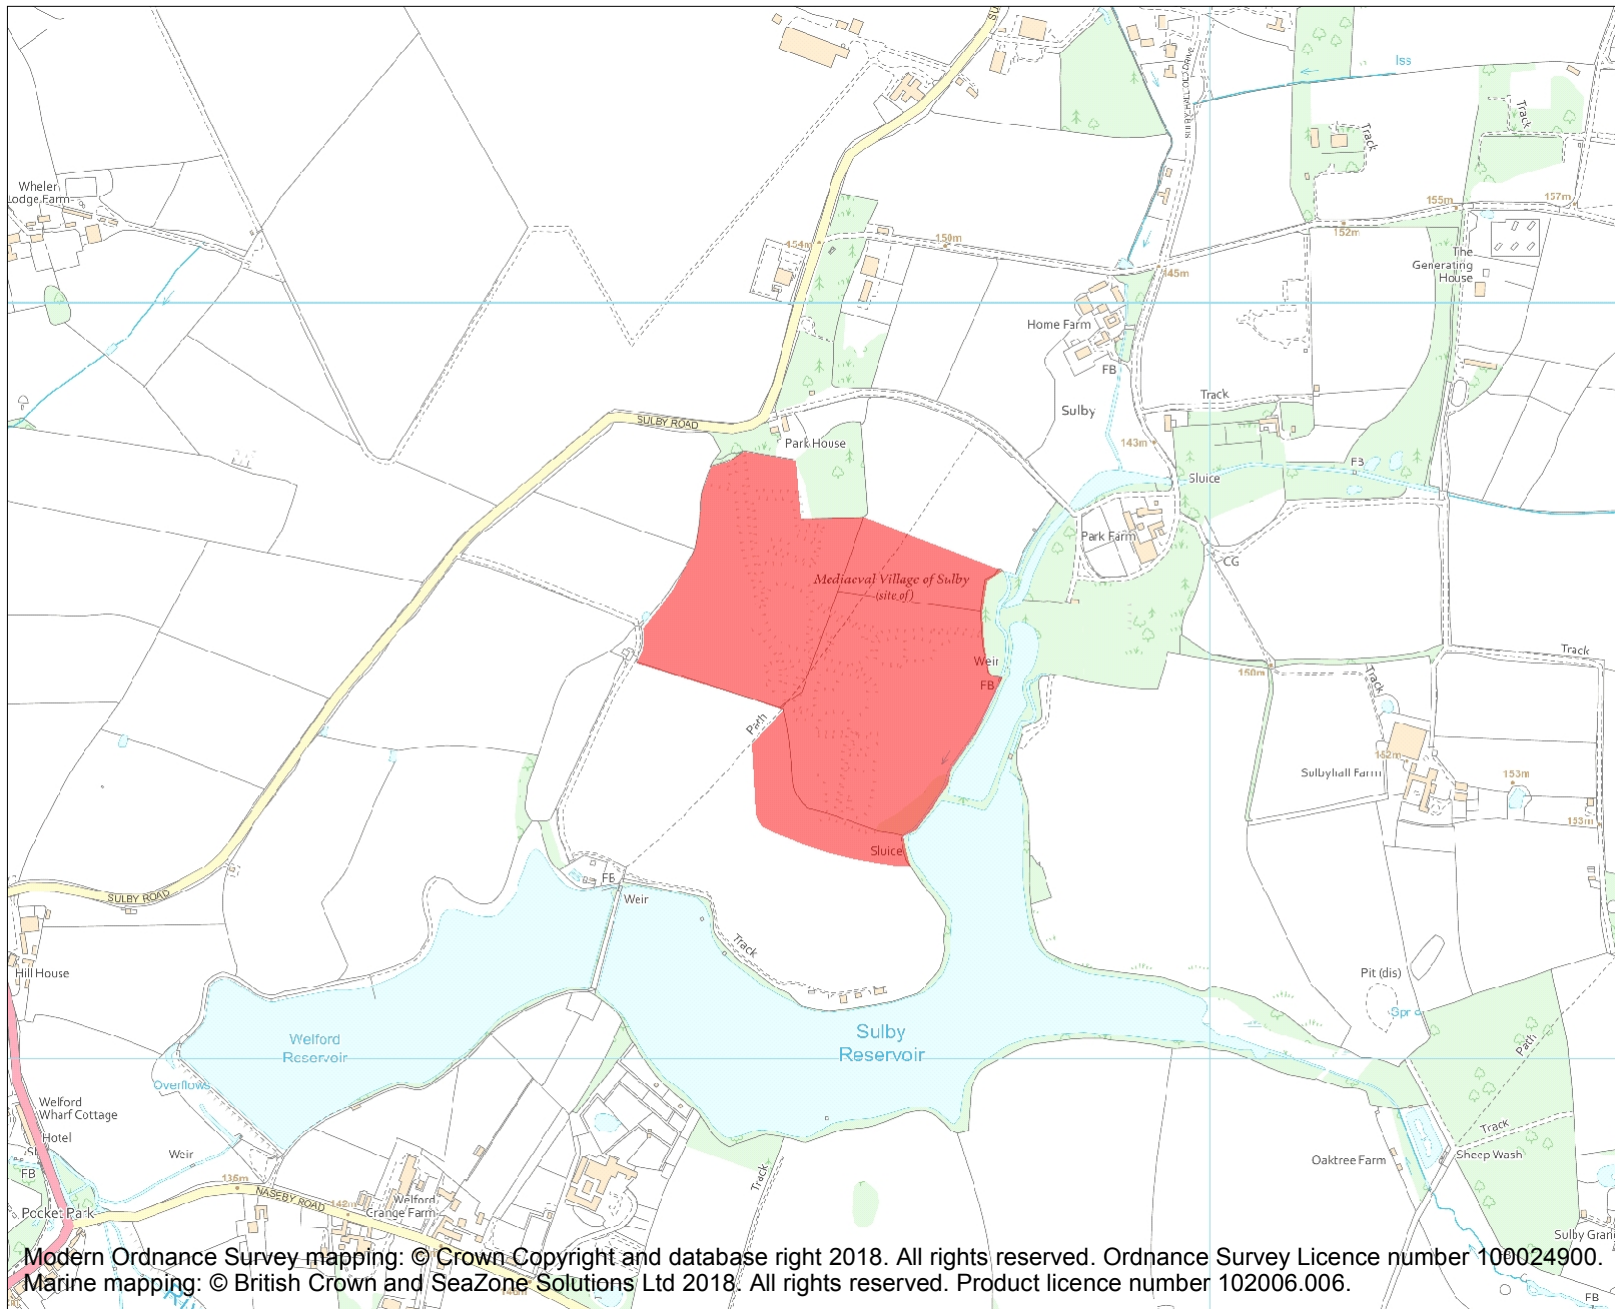 Iss
Track
Track
Wheler
Lodge Farm
155m
157m
152m
154m
150m
145m
The
Generating
House
Home Farm
FB
Track
Sulby
SULBY ROAD
Park House
143m
FB
Sluice
Park Farm
CG
Mediaeval Village of Sulby
(site of)
Weir
FB
Track
150m
Track
Path
152m
Sulbyhall Farm
153m
153m
Sluice
FB
Weir
SULBY ROAD
Track
Hill House
Pit (dis)
Spr
Welford
Reservoir
Sulby
Reservoir
Path
Overflows
Welford
Wharf Cottage
Hotel
Weir
FB
Track
Sheep Wash
Oaktree Farm
Track
136m
NASEBY ROAD
142m
Welford
Grange Farm
Pocket Park
Sulby Gran
Modern Ordnance Survey mapping: © Crown Copyright and database right 2018. All rights reserved. Ordnance Survey Licence number 100024900.
Marine mapping: © British Crown and SeaZone Solutions Ltd 2018. All rights reserved. Product licence number 102006.006.
FB